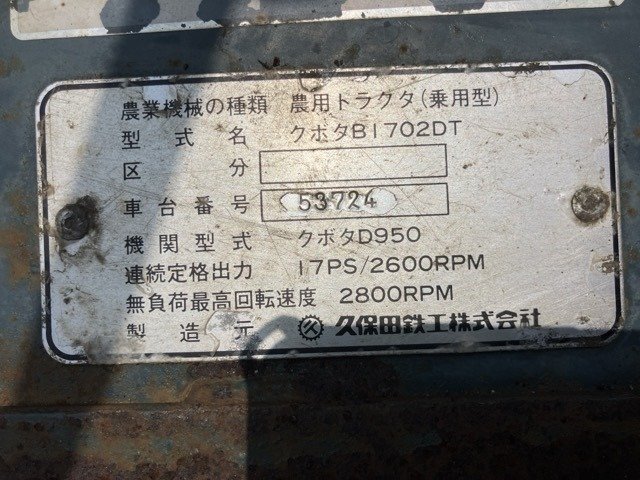 農業機械の種類 農用トラクタ(乗用型)
型式名 クボタB1702DT
区分
車台番号 53724
機関型式 クボタD950
連続定格出力 17PS/2600RPM
無負荷最高回転速度 2800RPM
製造元 久保田鉄工株式会社